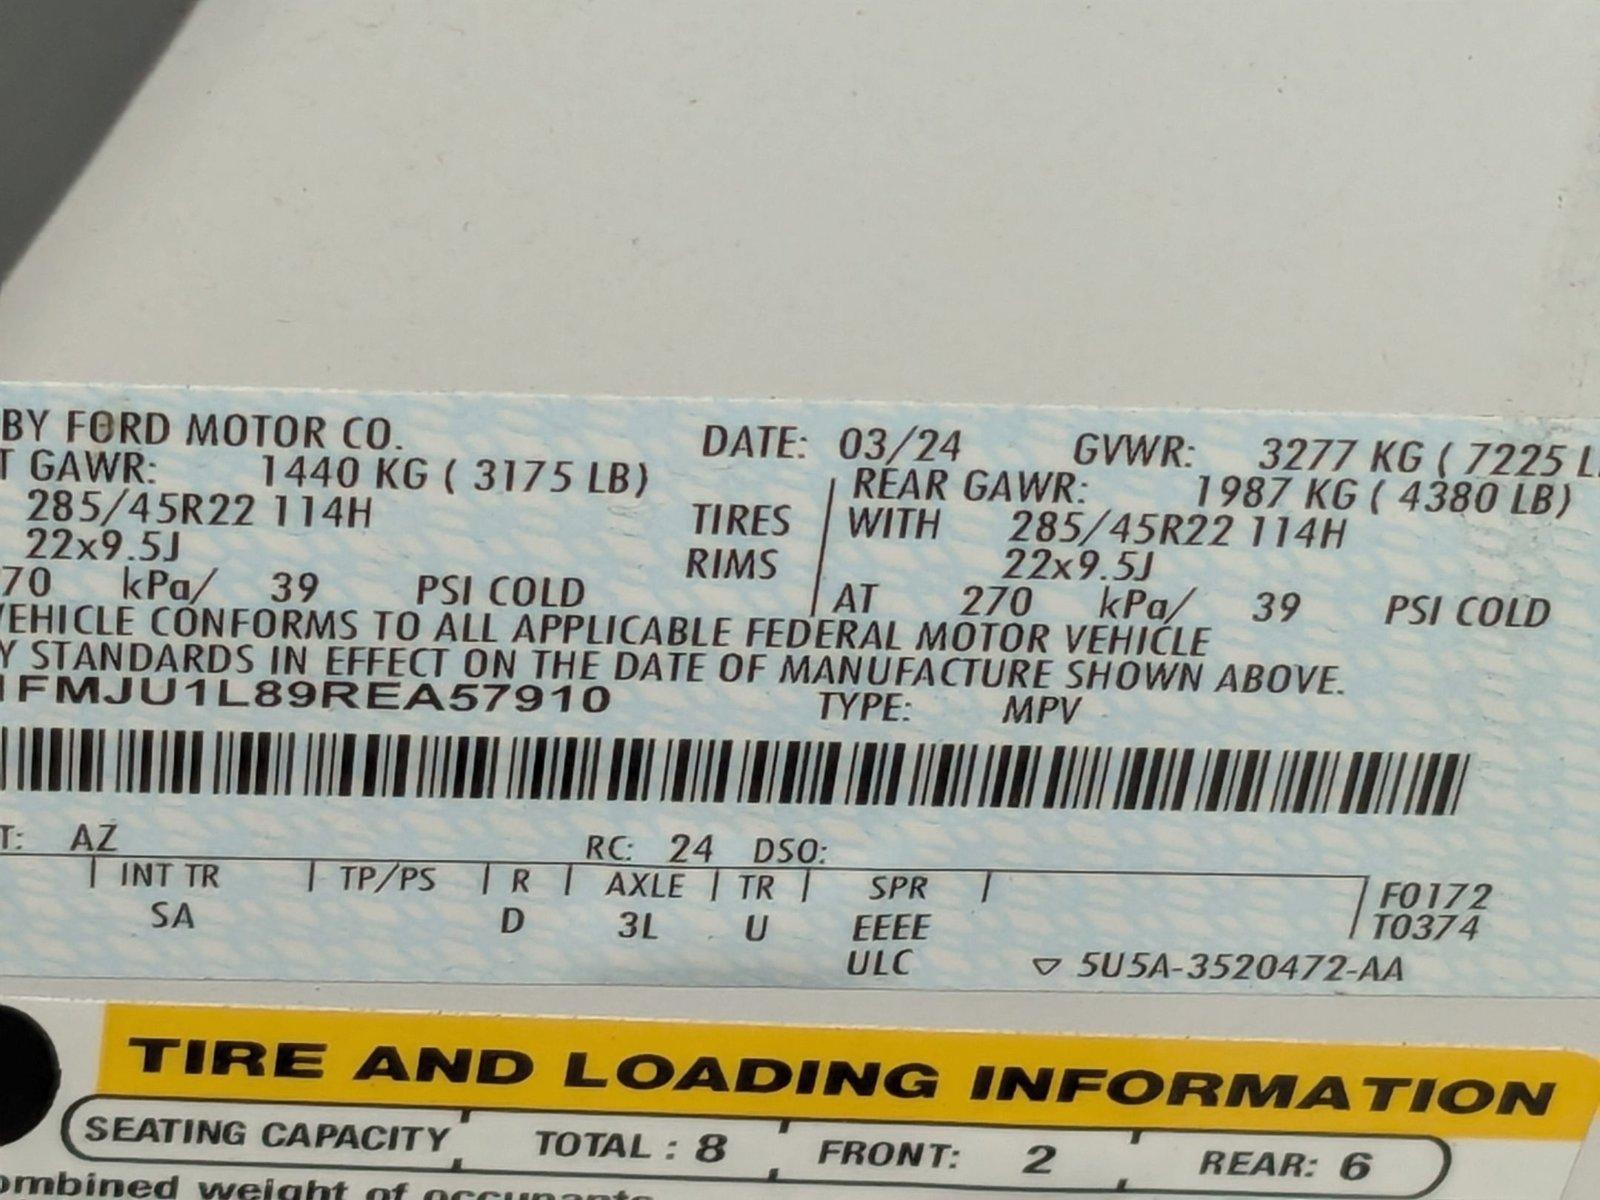 BY FORD MOTOR CO. DATE: 03/24 GVWR: 3277 KG ( 7225 L
T GAWR: 1440 KG ( 3175 LB) REAR GAWR: 1987 KG ( 4380 LB)
285/45R22 114H TIRES WITH 285/45R22 114H
22x9.5J RIMS 22x9.5J
70 kPa/ 39 PSI COLD AT 270 kPa/ 39 PSI COLD
VEHICLE CONFORMS TO ALL APPLICABLE FEDERAL MOTOR VEHICLE
Y STANDARDS IN EFFECT ON THE DATE OF MANUFACTURE SHOWN ABOVE.
1FMJU1L89REA57910 TYPE: MPV
T: AZ RC: 24 DSO:
INT TR TP/PS R AXLE TR SPR F0172
SA D 3L U EEEE T0374
ULC 5U5A-3520472-AA
TIRE AND LOADING INFORMATION
SEATING CAPACITY TOTAL : 8 FRONT: 2 REAR: 6
ombined weight of occupants